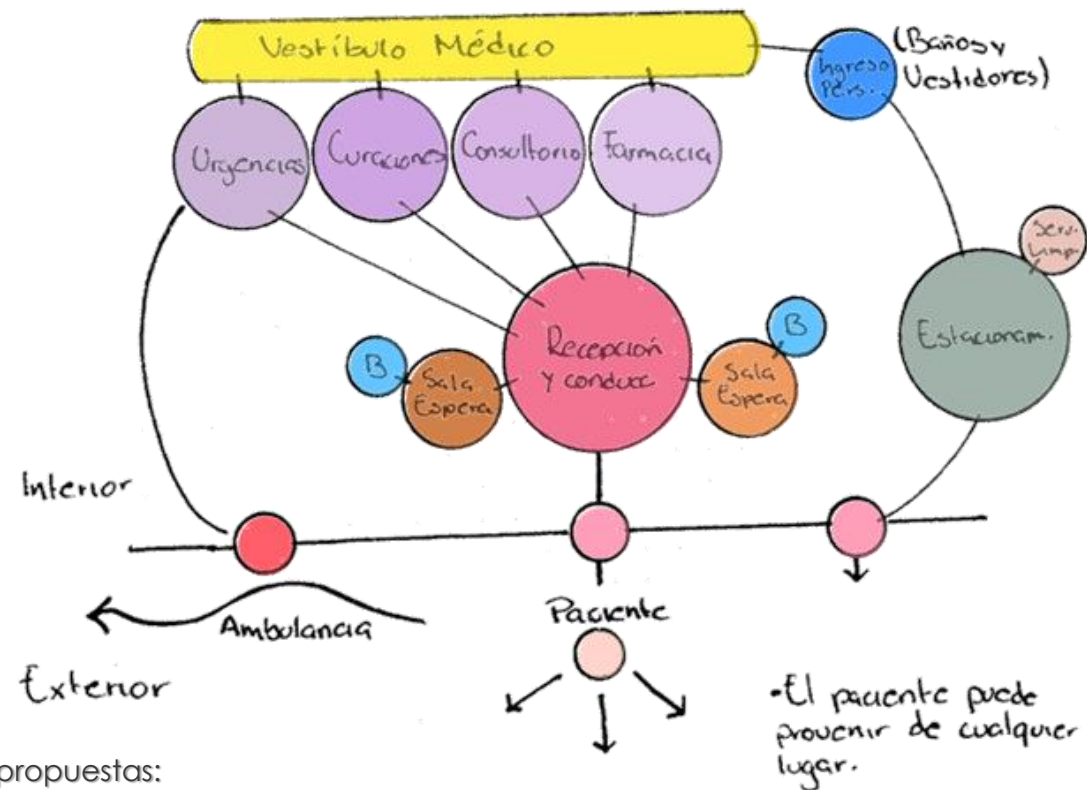 Vestíbulo Médico
Ingreso
Pers..
(Baños y
Vestidores)
Urgencias
Curaciones
Consultorio
Farmacia
Serv.
Limp.
Recepción
y conducc
Estacionam.
B
Sala
Espera
B
Sala
Espera
Interior
Ambulancia
Paciente
Exterior
•El paciente puede
provenir de cualquier
lugar.
propuestas: